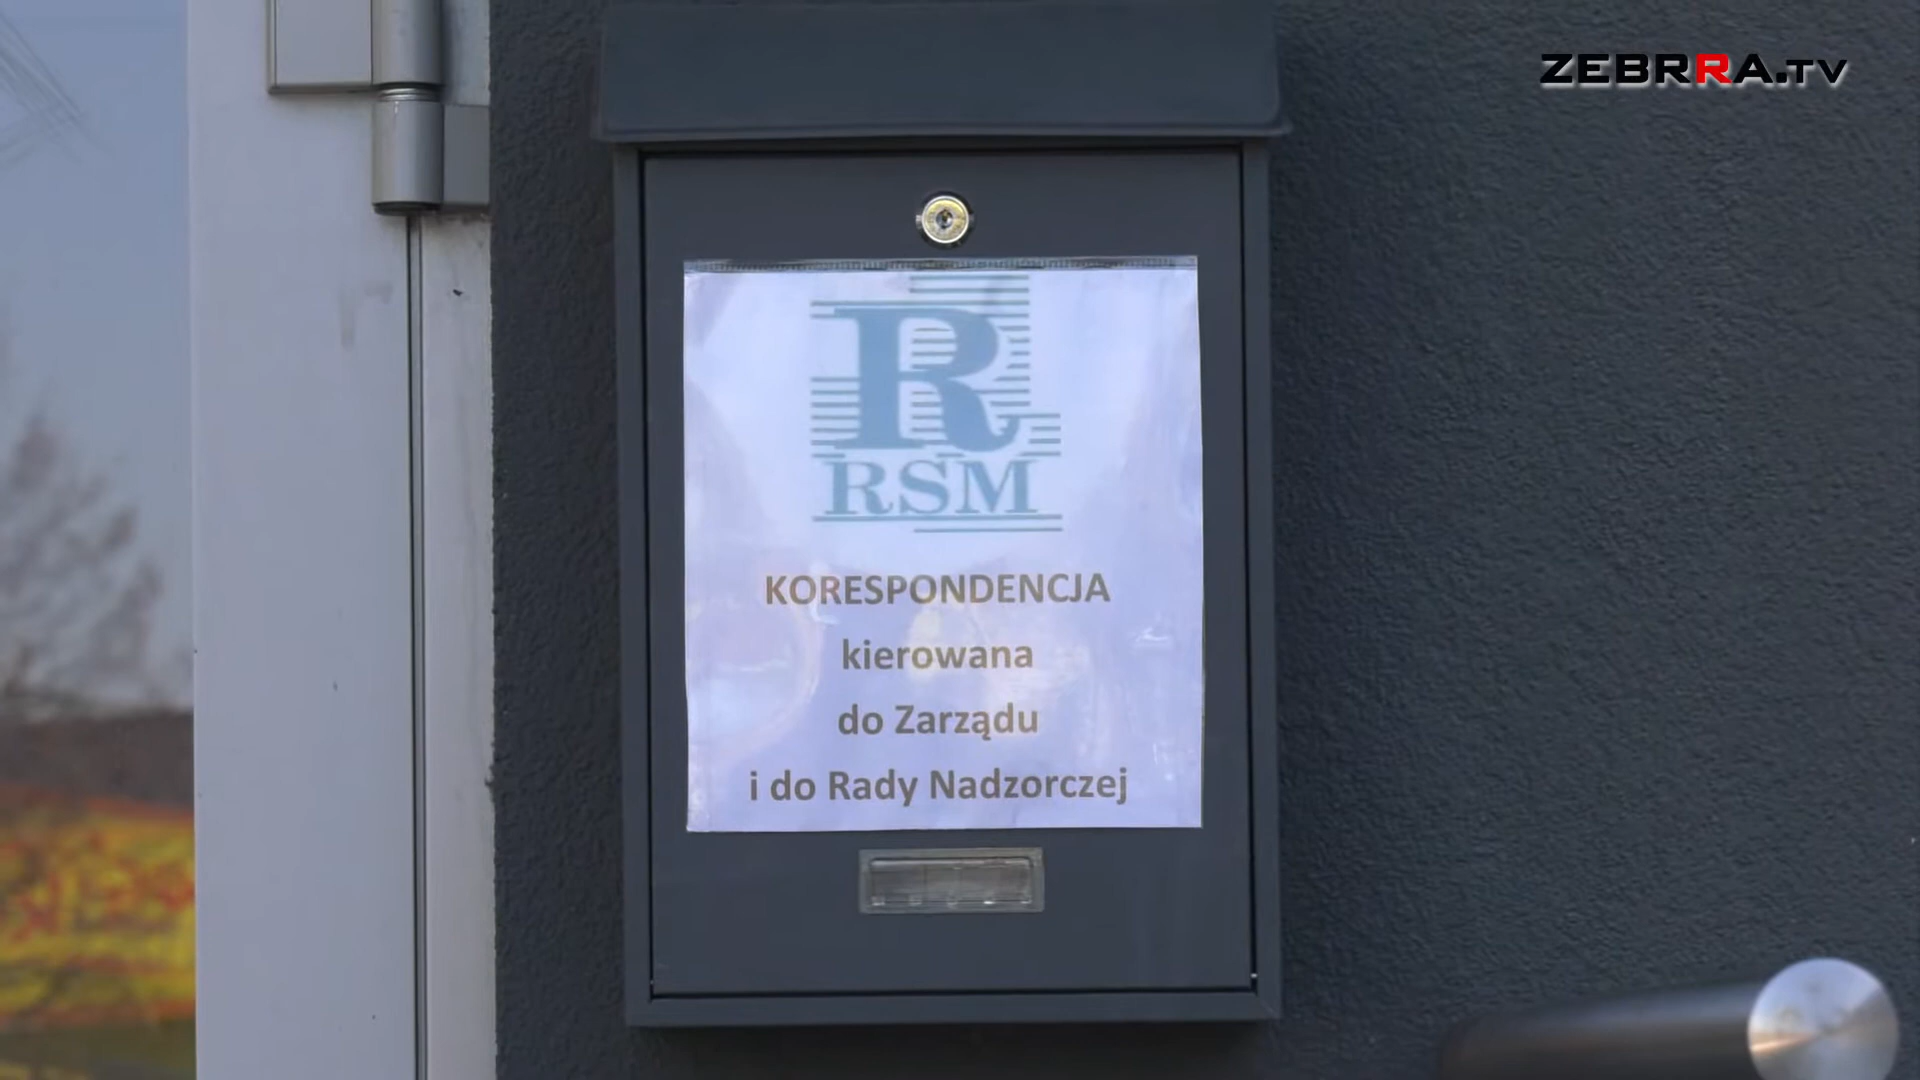 ZEBRRA.TV
R
RSM
KORESPONDENCJA
kierowana
do Zarządu
i do Rady Nadzorczej